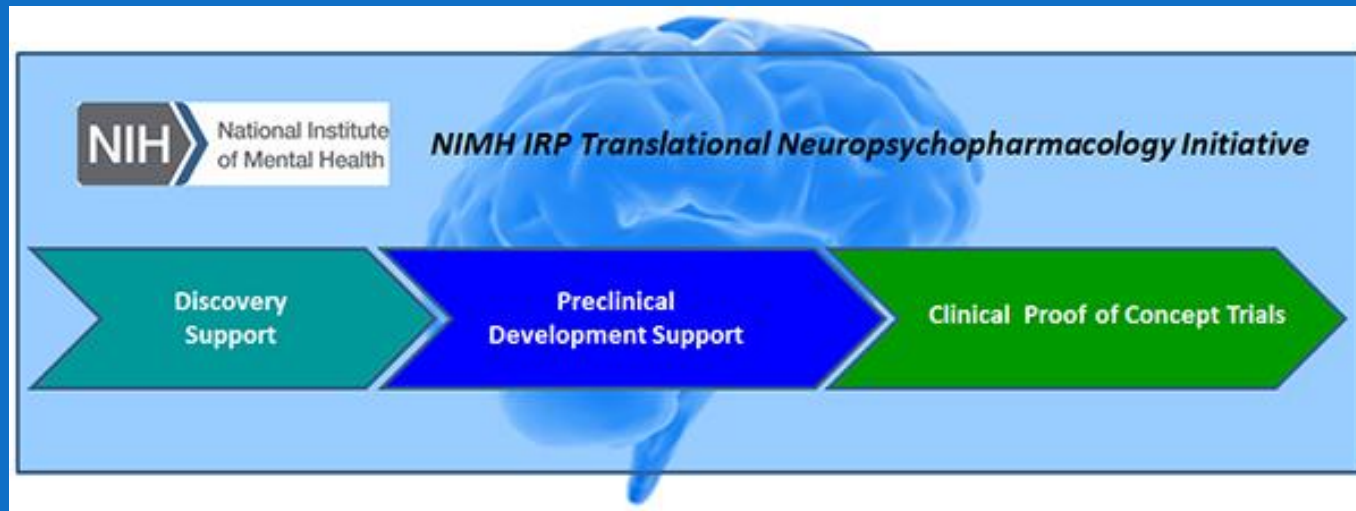 NIH
National Institute
of Mental Health
NIMH IRP Translational Neuropsychopharmacology Initiative
Discovery
Support
Preclinical
Development Support
Clinical Proof of Concept Trials